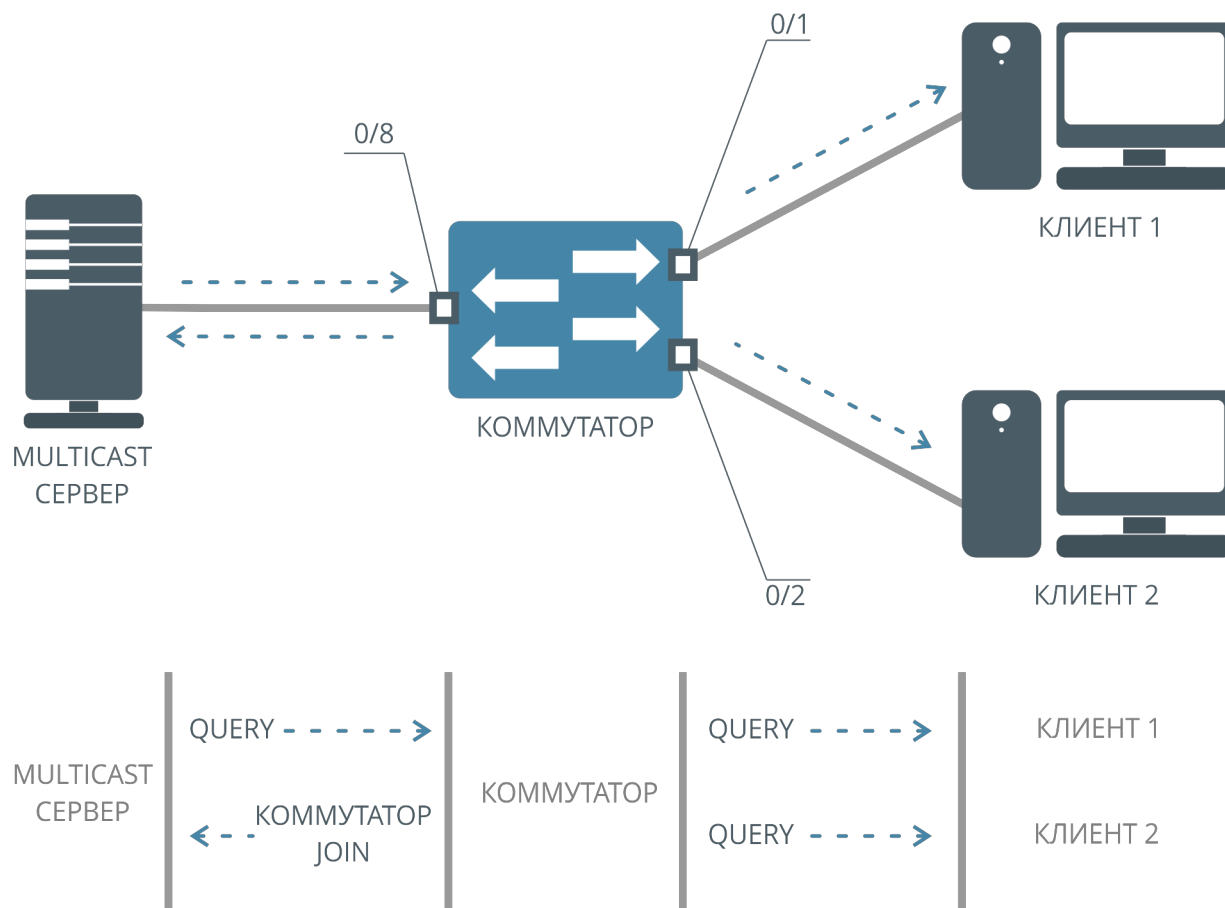 0/1
0/8
КЛИЕНТ 1
КОММУТАТОР
MULTICAST
СЕРВЕР
0/2
КЛИЕНТ 2
QUERY
QUERY
КЛИЕНТ 1
MULTICAST
СЕРВЕР
КОММУТАТОР
КОММУТАТОР
JOIN
QUERY
КЛИЕНТ 2